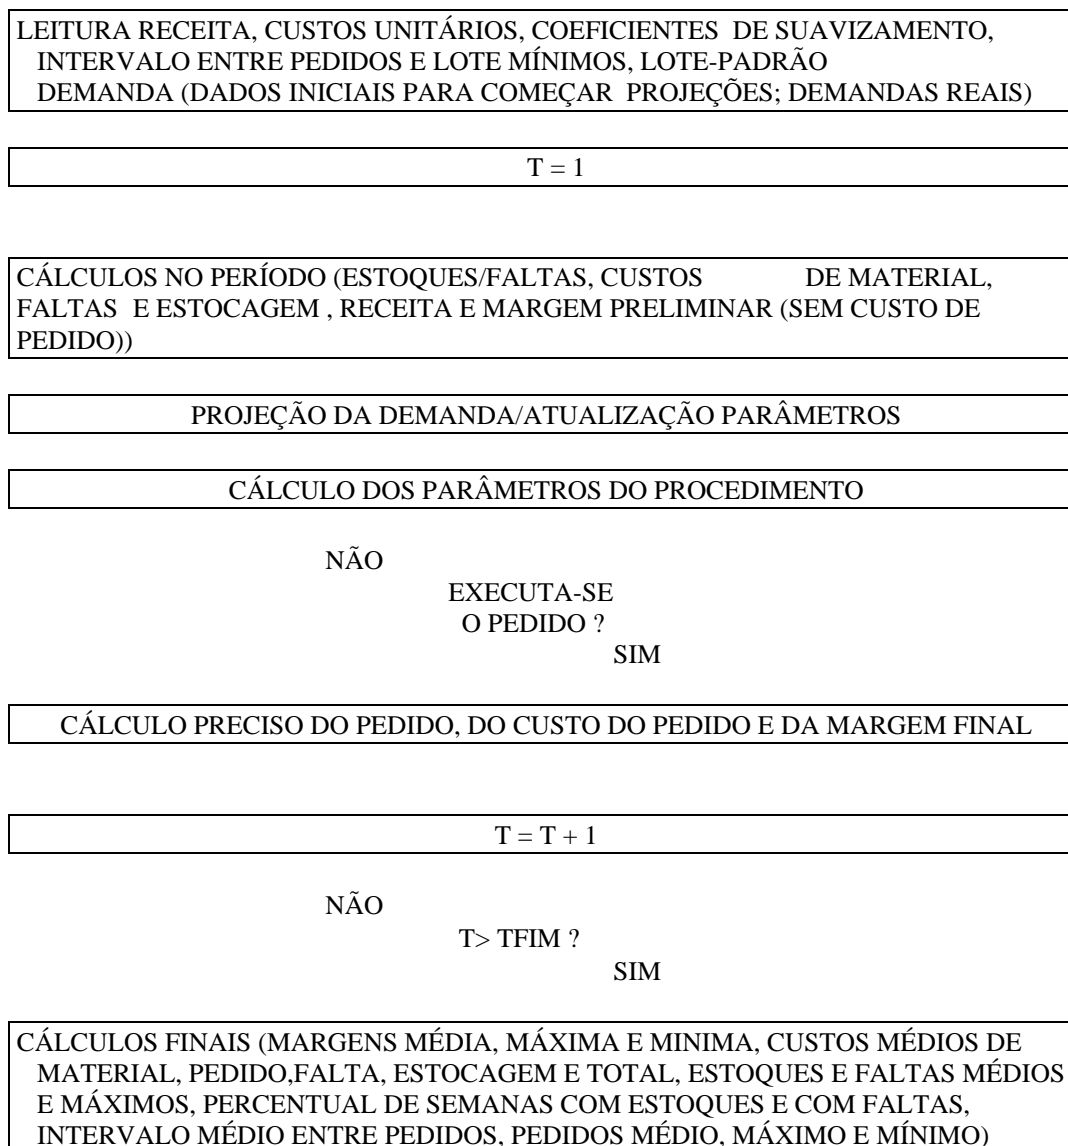 LEITURA RECEITA, CUSTOS UNITÁRIOS, COEFICIENTES DE SUAVIZAMENTO,
INTERVALO ENTRE PEDIDOS E LOTE MÍNIMOS, LOTE-PADRÃO
DEMANDA (DADOS INICIAIS PARA COMEÇAR PROJEÇÕES; DEMANDAS REAIS)
T = 1
CÁLCULOS NO PERÍODO (ESTOQUES/FALTAS, CUSTOS DE MATERIAL,
FALTAS E ESTOCAGEM , RECEITA E MARGEM PRELIMINAR (SEM CUSTO DE
PEDIDO))
PROJEÇÃO DA DEMANDA/ATUALIZAÇÃO PARÂMETROS
CÁLCULO DOS PARÂMETROS DO PROCEDIMENTO
NÃO
EXECUTA-SE
O PEDIDO ?
SIM
CÁLCULO PRECISO DO PEDIDO, DO CUSTO DO PEDIDO E DA MARGEM FINAL
T = T + 1
NÃO
T> TFIM ?
SIM
CÁLCULOS FINAIS (MARGENS MÉDIA, MÁXIMA E MINIMA, CUSTOS MÉDIOS DE
MATERIAL, PEDIDO,FALTA, ESTOCAGEM E TOTAL, ESTOQUES E FALTAS MÉDIOS
E MÁXIMOS, PERCENTUAL DE SEMANAS COM ESTOQUES E COM FALTAS,
INTERVALO MÉDIO ENTRE PEDIDOS, PEDIDOS MÉDIO, MÁXIMO E MÍNIMO)